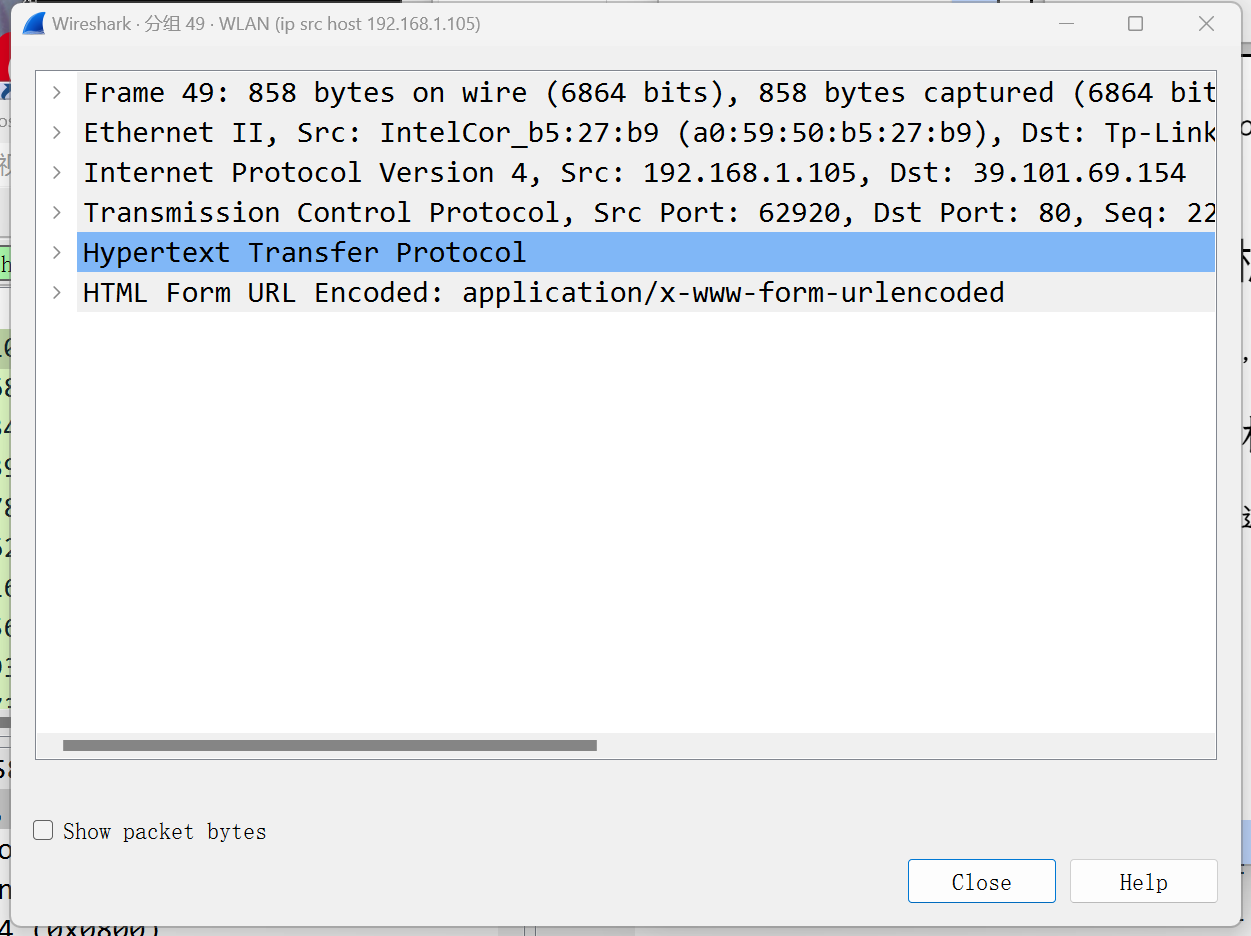 Wireshark · 分组 49 · WLAN (ip src host 192.168.1.105)
Frame 49: 858 bytes on wire (6864 bits), 858 bytes captured (6864 bit
Ethernet II, Src: IntelCor_b5:27:b9 (a0:59:50:b5:27:b9), Dst: Tp-Link
Internet Protocol Version 4, Src: 192.168.1.105, Dst: 39.101.69.154
Transmission Control Protocol, Src Port: 62920, Dst Port: 80, Seq: 22
Hypertext Transfer Protocol
HTML Form URL Encoded: application/x-www-form-urlencoded
Show packet bytes
Close
Help